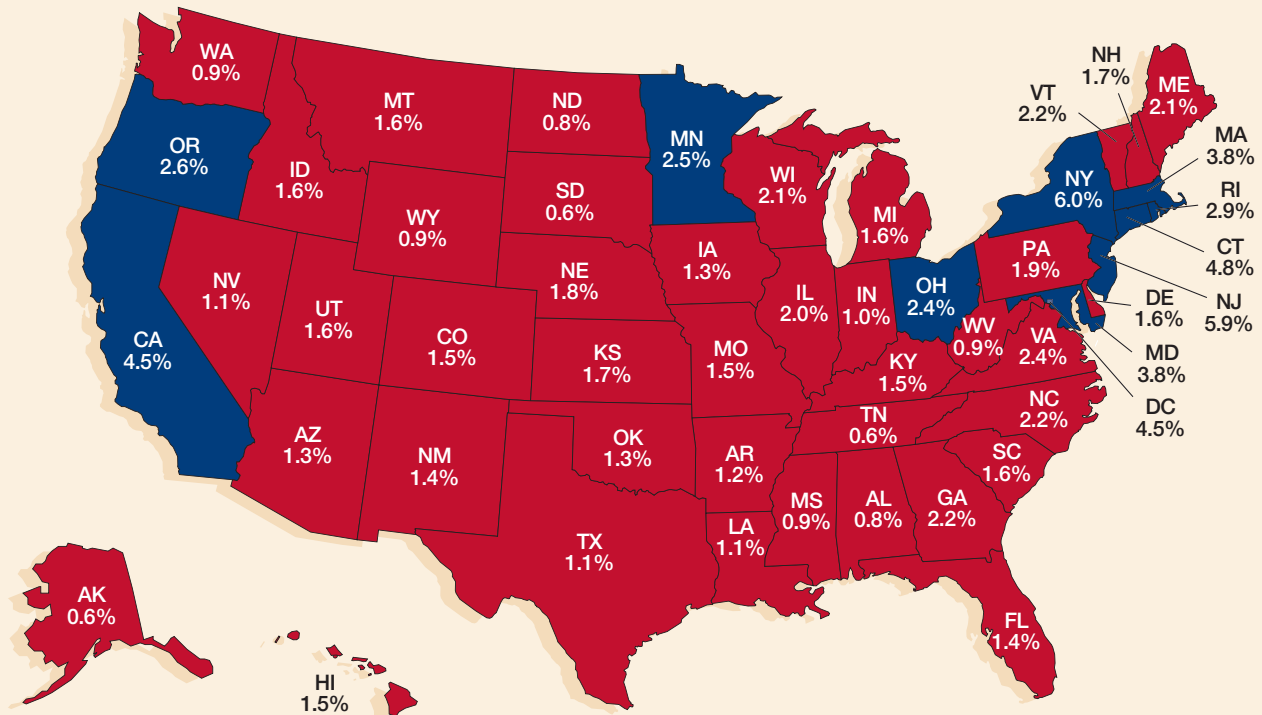 WA
0.9%
OR
2.6%
CA
4.5%
ID
1.6%
NV
1.1%
MT
1.6%
WY
0.9%
UT
1.6%
AZ
1.3%
CO
1.5%
NM
1.4%
ND
0.8%
SD
0.6%
NE
1.8%
KS
1.7%
OK
1.3%
TX
1.1%
MN
2.5%
IA
1.3%
MO
1.5%
AR
1.2%
LA
1.1%
WI
2.1%
IL
2.0%
MI
1.6%
IN
1.0%
OH
2.4%
KY
1.5%
TN
0.6%
MS
0.9%
AL
0.8%
GA
2.2%
FL
1.4%
SC
1.6%
NC
2.2%
VA
2.4%
WV
0.9%
PA
1.9%
NY
6.0%
VT
2.2%
NH
1.7%
ME
2.1%
MA
3.8%
RI
2.9%
CT
4.8%
NJ
5.9%
DE
1.6%
MD
3.8%
DC
4.5%
AK
0.6%
HI
1.5%